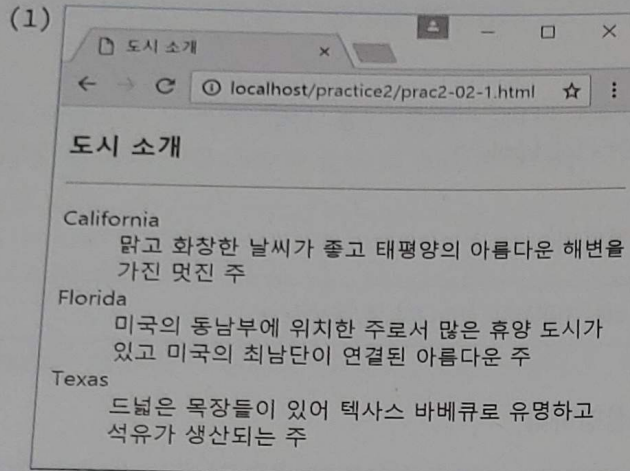 (1)
도시 소개
localhost/practice2/prac2-02-1.html
도시 소개
California
맑고 화창한 날씨가 좋고 태평양의 아름다운 해변을
가진 멋진 주
Florida
미국의 동남부에 위치한 주로서 많은 휴양 도시가
있고 미국의 최남단이 연결된 아름다운 주
Texas
드넓은 목장들이 있어 텍사스 바베큐로 유명하고
석유가 생산되는 주